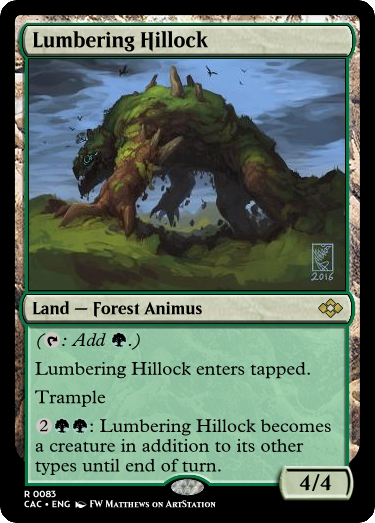 Lumbering Hillock
2016
Land — Forest Animus
(T: Add G.)
Lumbering Hillock enters tapped.
Trample
2GG: Lumbering Hillock becomes
a creature in addition to its other
types until end of turn.
4/4
R 0083
CAC • ENG FW Matthews on ArtStation